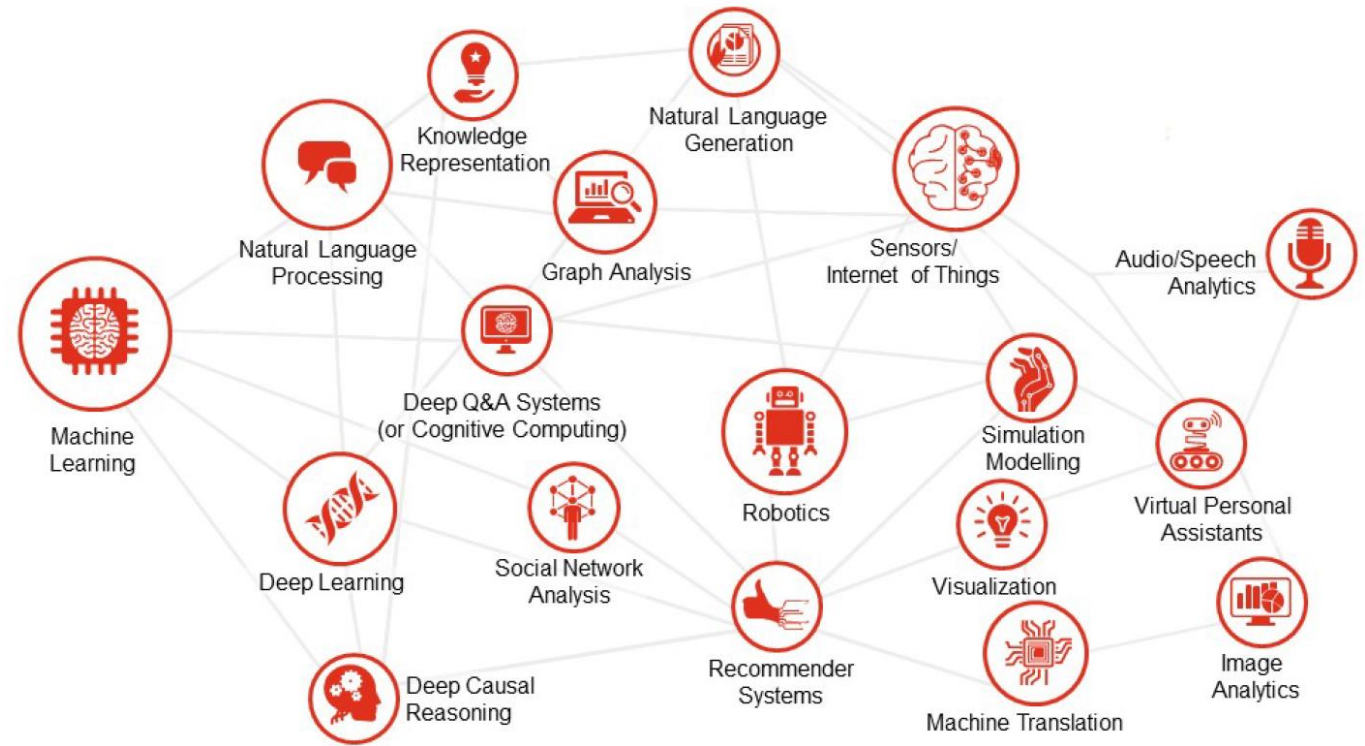 Natural Language
Generation
Knowledge
Representation
Natural Language
Processing
Graph Analysis
Sensors/
Internet of Things
Audio/Speech
Analytics
Machine
Learning
Deep Q&A Systems
(or Cognitive Computing)
Simulation
Modelling
Robotics
Virtual Personal
Assistants
Deep Learning
Social Network
Analysis
Visualization
Recommender
Systems
Image
Analytics
Deep Causal
Reasoning
Machine Translation